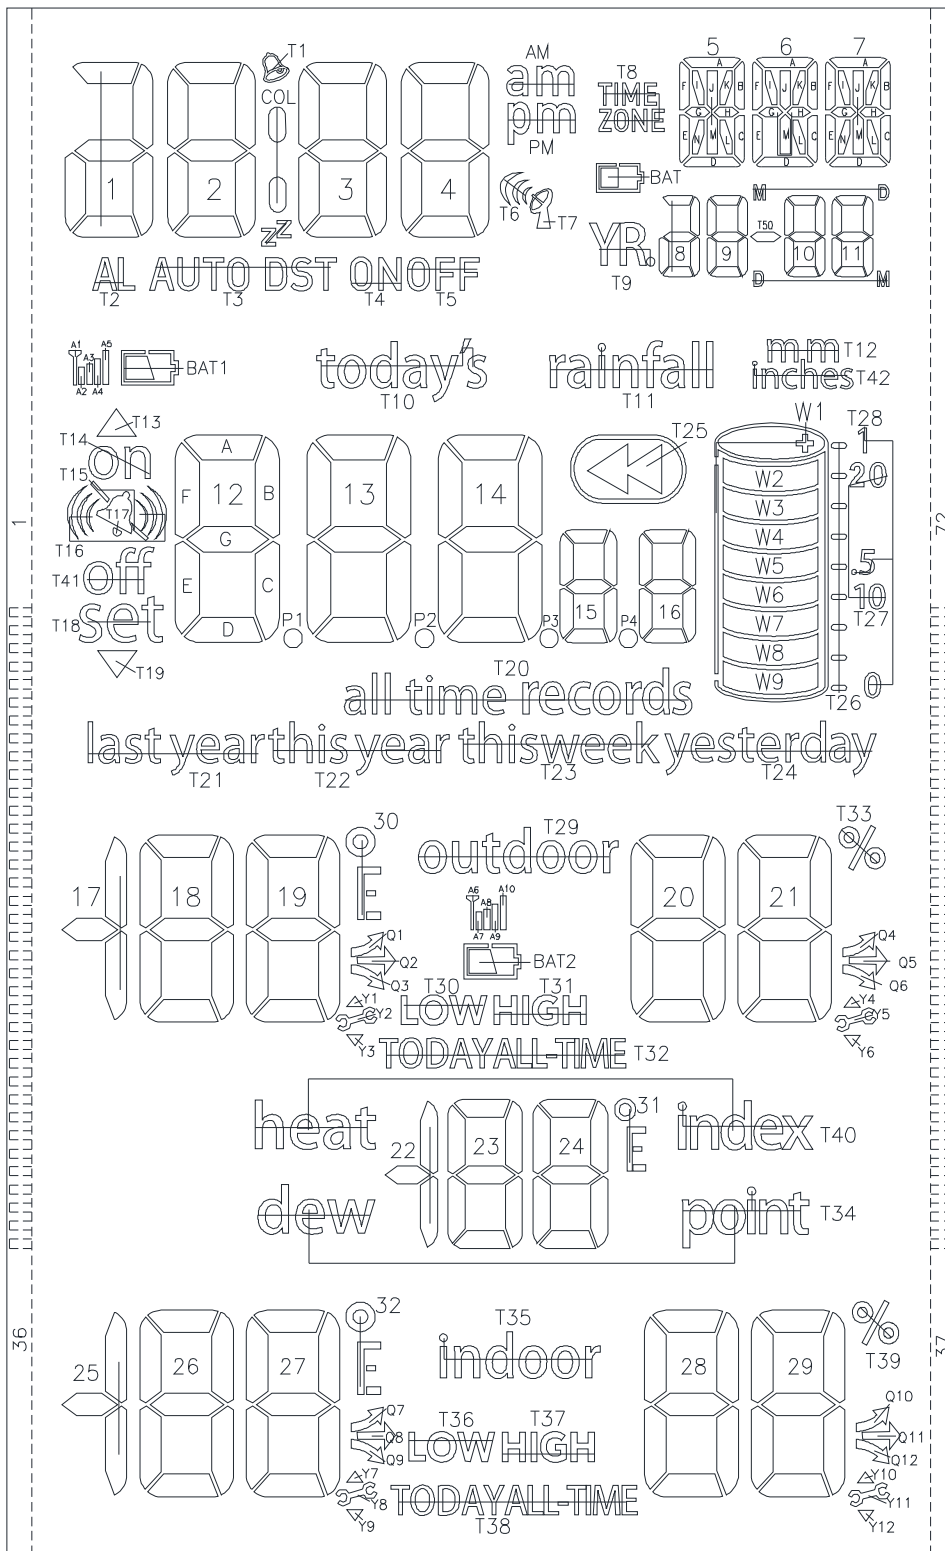 T1 AM 5 6 7
am T8 A A A
COL TIME F I J K B F I J K B F I J K B
pm ZONE G H G H G H
PM E N M L C E M L C E N M L C
D D D
1 2 3 4 BAT
T6 T7 M D
zz YR. 8 9 T50 10 11
AL AUTO DST ON OFF T9 D M
T2 T3 T4 T5
A1 A3 A5 today's rainfall mm T12
A2 A4 BAT1 T10 T11 inches T42
T13 W1 T28
T14 on A T25 1
T15 F 12 B 13 14 W2 20
T17 W3
1 T16 G W4 72
off E C W5 .5
T41 15 16 W6 10
T18 set D P1 P2 P3 P4 W7 T27
T19 W8
T20 W9 0
all time records T26
last year this year this week yesterday
T21 T22 T23 T24
30 T29 T33
outdoor %
17 18 19 E A6 A8 A10 20 21
A7 A9
Q1 Q4
Q2 BAT2 Q5
Q3 T30 T31 Q6
Y1 LOW HIGH Y4
Y2 Y5
Y3 TODAY ALL-TIME T32 Y6
heat 31 index T40
22 23 24 E
dew point T34
32 T35 %
36 indoor 37
25 26 27 E 28 29 T39
Q7 Q10
Q8 T36 T37 Q11
Q9 LOW HIGH Q12
Y7 Y10
Y8 TODAY ALL-TIME Y11
Y9 T38 Y12